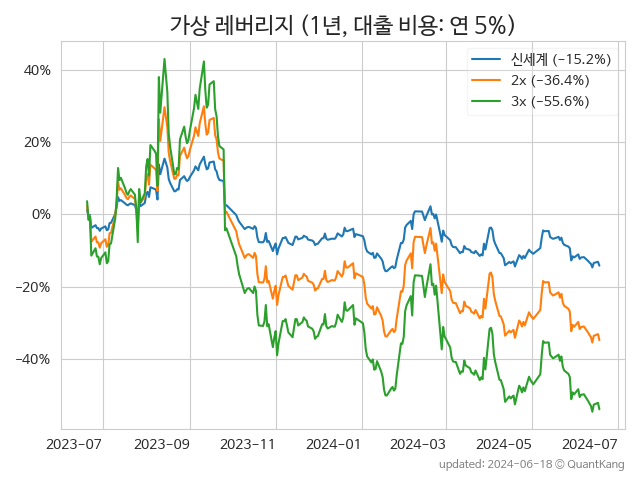 가상 레버리지 (1년, 대출 비용: 연 5%)
신세계 (−15.2%)
2x (−36.4%)
3x (−55.6%)
40%
20%
0%
−20%
−40%
2023-07 2023-09 2023-11 2024-01 2024-03 2024-05 2024-07
updated: 2024-06-18 © QuantKang